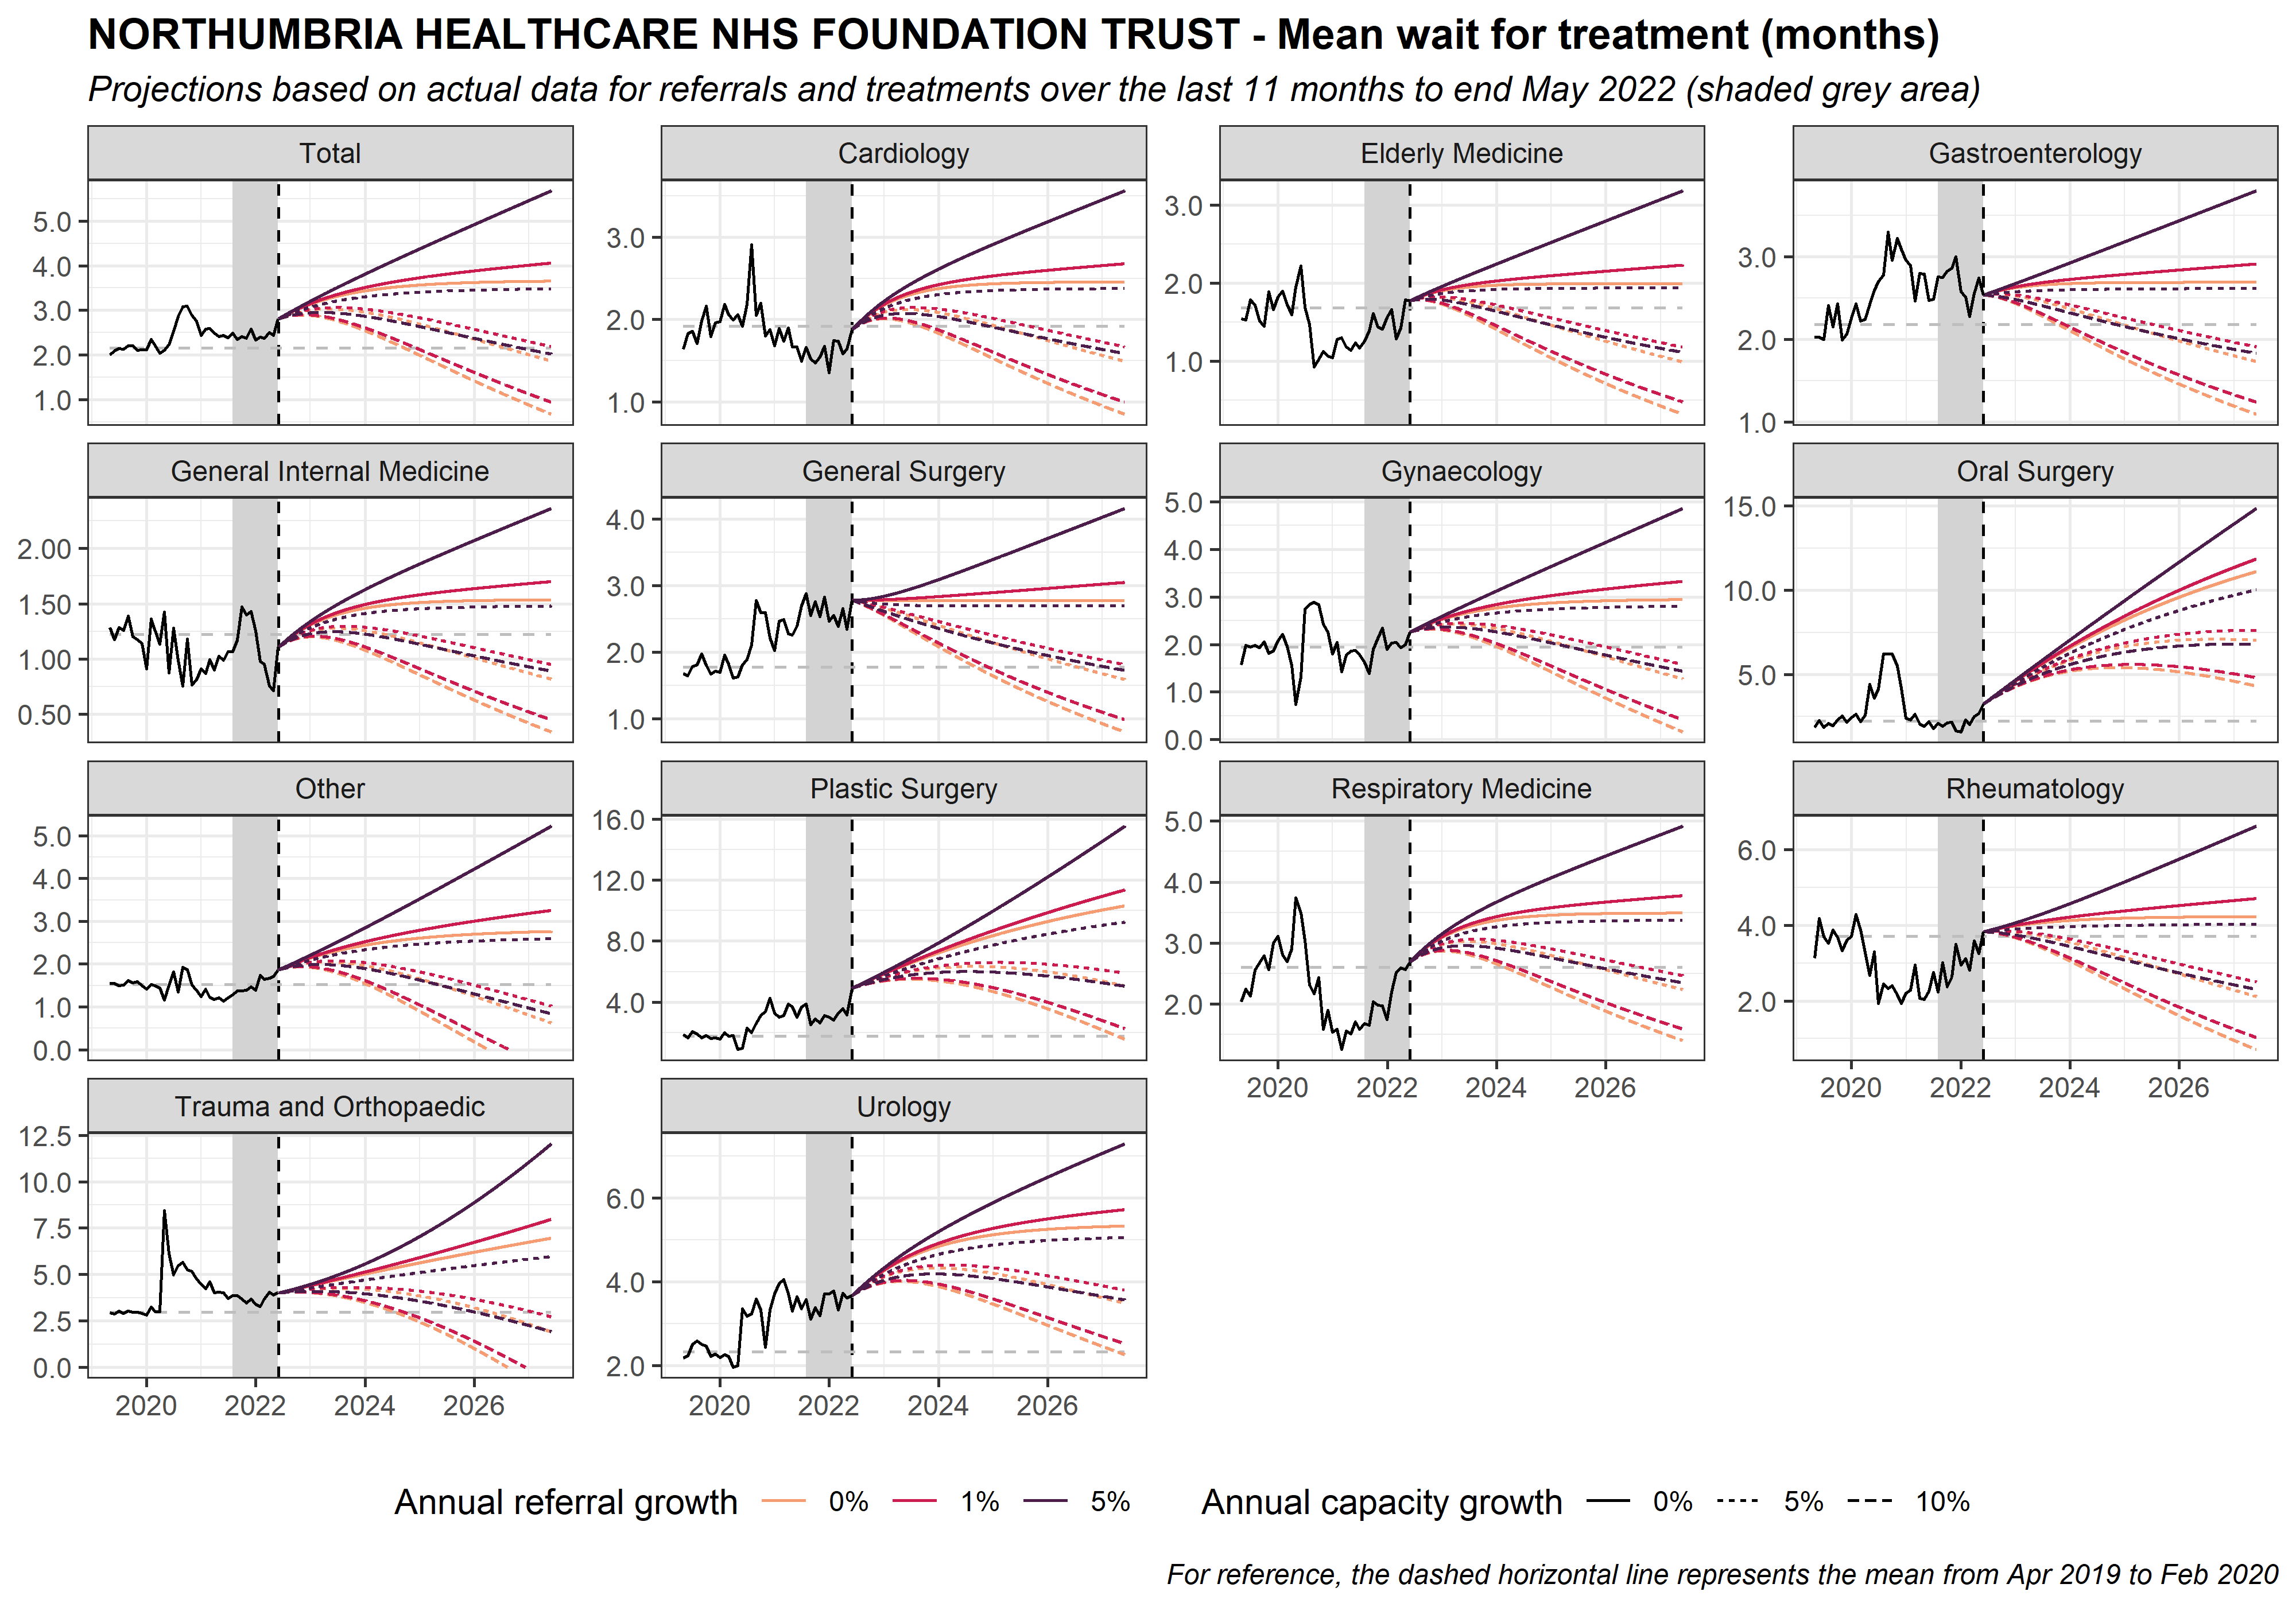 NORTHUMBRIA HEALTHCARE NHS FOUNDATION TRUST - Mean wait for treatment (months)
Projections based on actual data for referrals and treatments over the last 11 months to end May 2022 (shaded grey area)
Total
5.0
4.0
3.0
2.0
1.0
Cardiology
3.0
2.0
1.0
Elderly Medicine
3.0
2.0
1.0
Gastroenterology
3.0
2.0
1.0
General Internal Medicine
2.00
1.50
1.00
0.50
General Surgery
4.0
3.0
2.0
1.0
Gynaecology
5.0
4.0
3.0
2.0
1.0
0.0
Oral Surgery
15.0
10.0
5.0
Other
5.0
4.0
3.0
2.0
1.0
0.0
Plastic Surgery
16.0
12.0
8.0
4.0
Respiratory Medicine
5.0
4.0
3.0
2.0
2020 2022 2024 2026
Rheumatology
6.0
4.0
2.0
2020 2022 2024 2026
Trauma and Orthopaedic
12.5
10.0
7.5
5.0
2.5
0.0
2020 2022 2024 2026
Urology
6.0
4.0
2.0
2020 2022 2024 2026
Annual referral growth 0% 1% 5% Annual capacity growth 0% 5% 10%
For reference, the dashed horizontal line represents the mean from Apr 2019 to Feb 2020